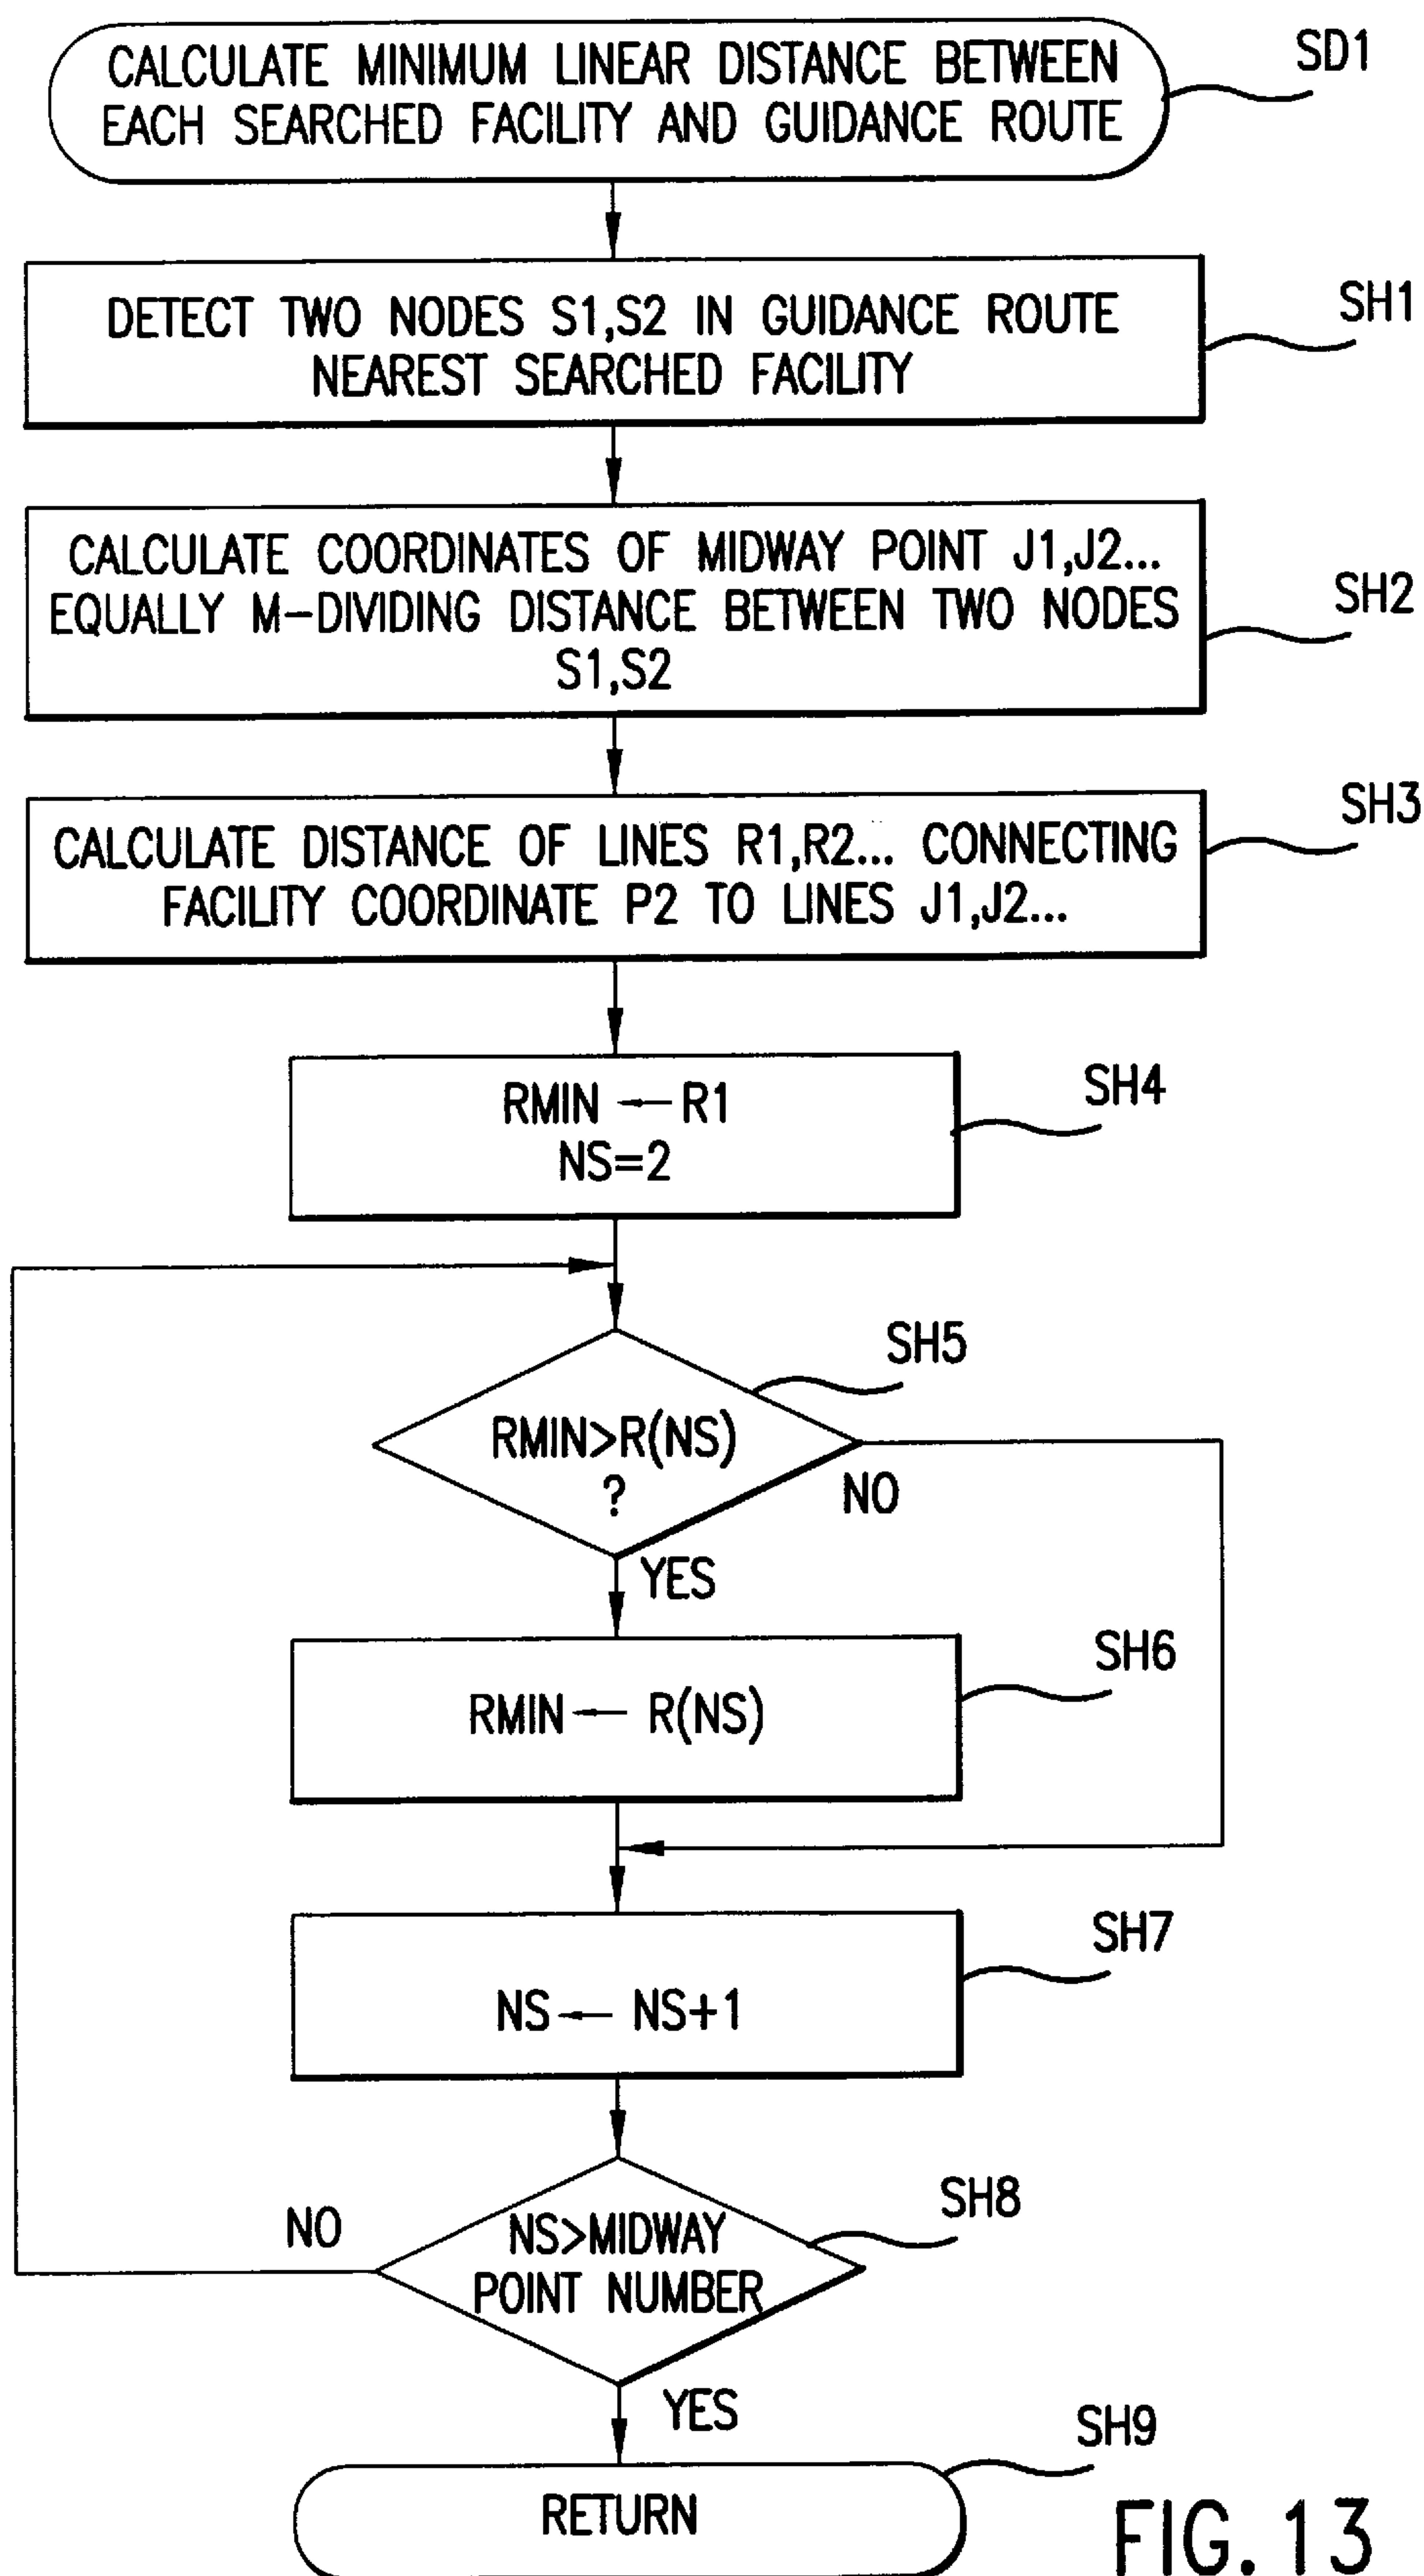 CALCULATE MINIMUM LINEAR DISTANCE BETWEEN
EACH SEARCHED FACILITY AND GUIDANCE ROUTE
SD1
DETECT TWO NODES S1,S2 IN GUIDANCE ROUTE
NEAREST SEARCHED FACILITY
SH1
CALCULATE COORDINATES OF MIDWAY POINT J1,J2...
EQUALLY M-DIVIDING DISTANCE BETWEEN TWO NODES
S1,S2
SH2
CALCULATE DISTANCE OF LINES R1,R2... CONNECTING
FACILITY COORDINATE P2 TO LINES J1,J2...
SH3
RMIN ← R1
NS=2
SH4
RMIN>R(NS)
?
SH5
NO
YES
RMIN ← R(NS)
SH6
NS ← NS+1
SH7
NS>MIDWAY
POINT NUMBER
SH8
NO
YES
RETURN
SH9
FIG. 13